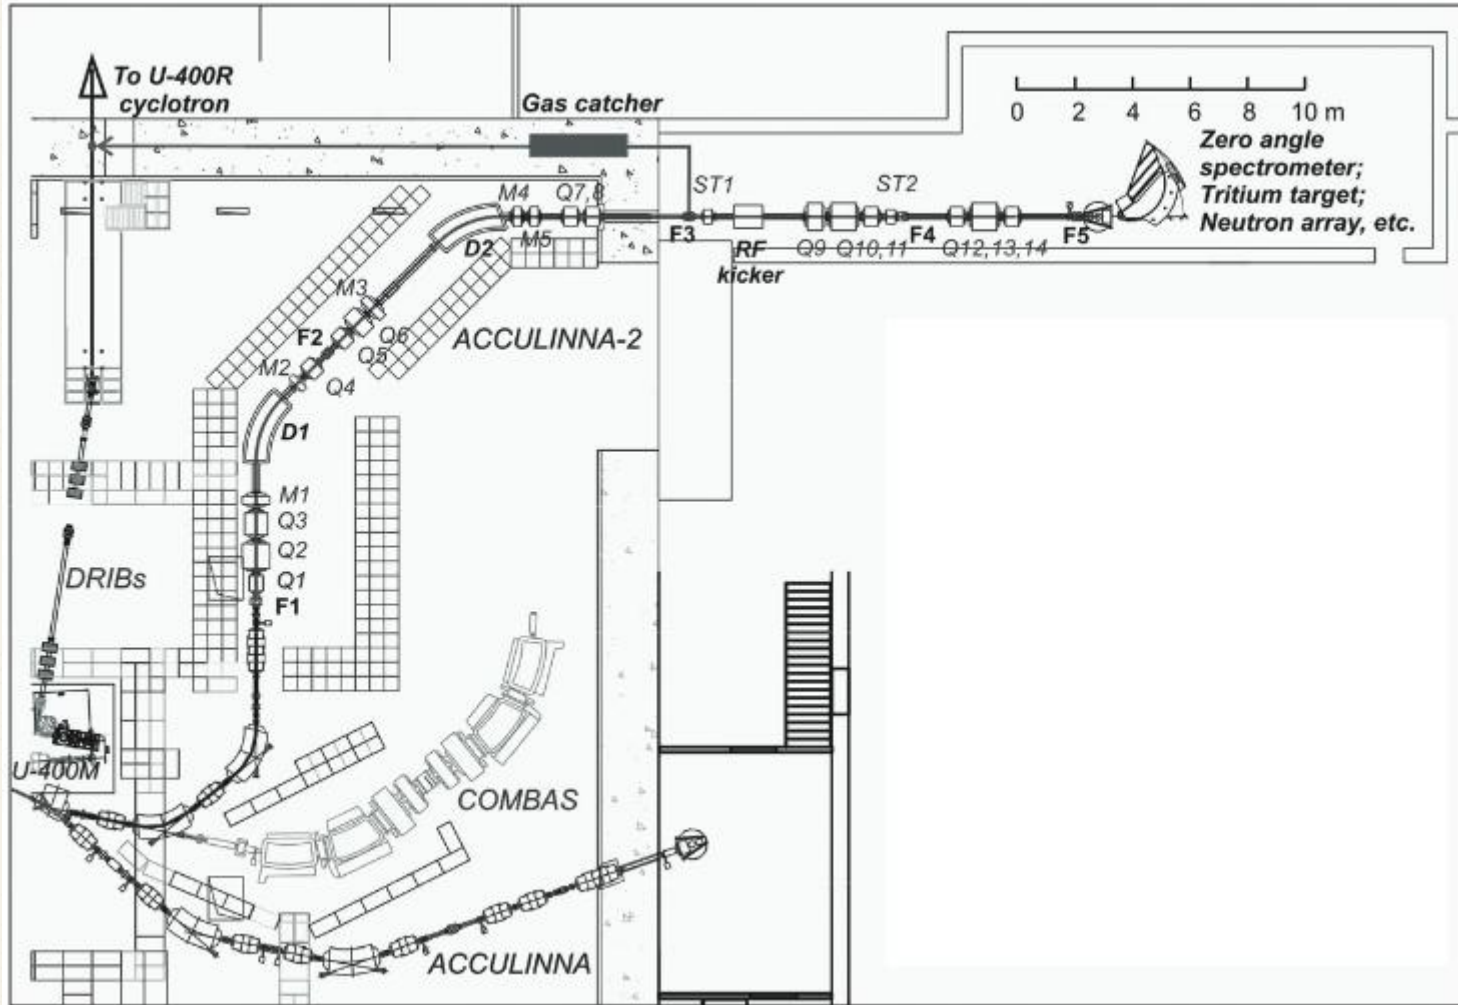 To U-400R
cyclotron
Gas catcher
0 2 4 6 8 10 m
Zero angle
spectrometer;
Tritium target;
Neutron array, etc.
M4 Q7,8 ST1 ST2
D2 M5 F3 RF
kicker Q9 Q10,11 F4 Q12,13,14 F5
M3
F2 Q6
Q5
M2 Q4
ACCULINNA-2
D1
M1
Q3
Q2
Q1
F1
DRIBs
U-400M
COMBAS
ACCULINNA